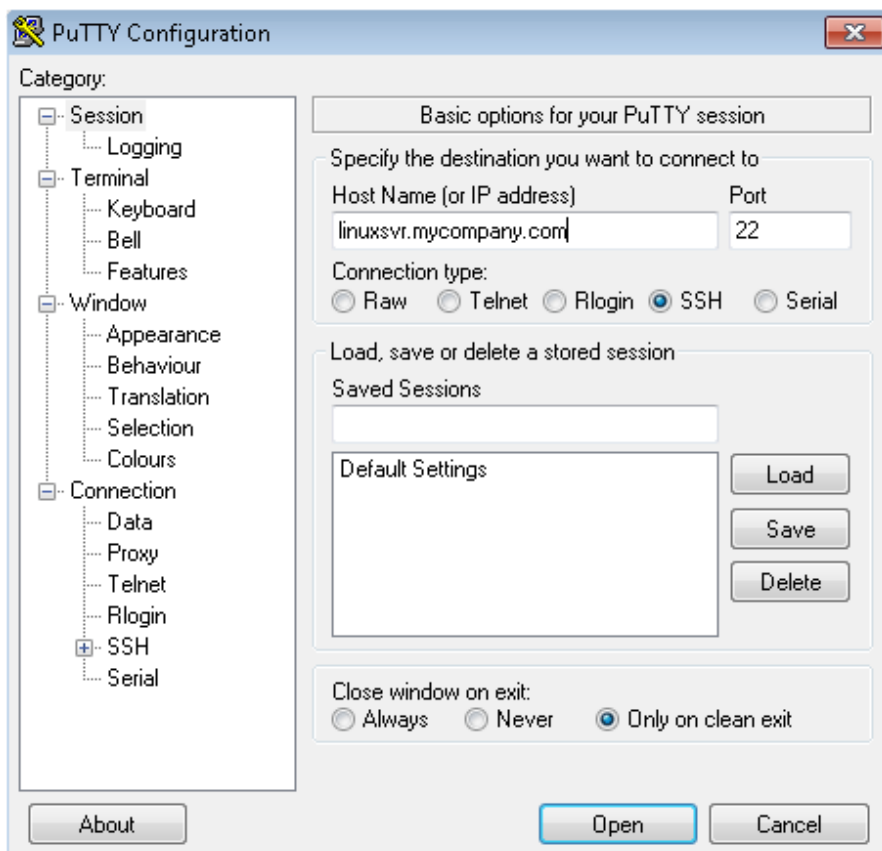 PuTTY Configuration
Category:
Session
Logging
Terminal
Keyboard
Bell
Features
Window
Appearance
Behaviour
Translation
Selection
Colours
Connection
Data
Proxy
Telnet
Rlogin
SSH
Serial
Basic options for your PuTTY session
Specify the destination you want to connect to
Host Name (or IP address) Port
linuxsvr.mycompany.com 22
Connection type:
Raw Telnet Rlogin SSH Serial
Load, save or delete a stored session
Saved Sessions
Default Settings
Load
Save
Delete
Close window on exit:
Always Never Only on clean exit
About Open Cancel